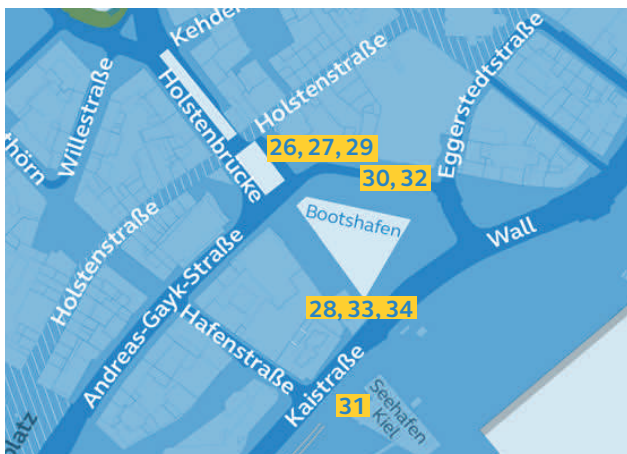 Kehden
Holstenstraße
Eggerstedtstraße
Willestraße
Holstenbrücke
thörn
26, 27, 29
30, 32
Bootshafen
Wall
Holstenstraße
Andreas-Gayk-Straße
28, 33, 34
Hafenstraße
Kaistraße
31
Seehafen
Kiel
platz